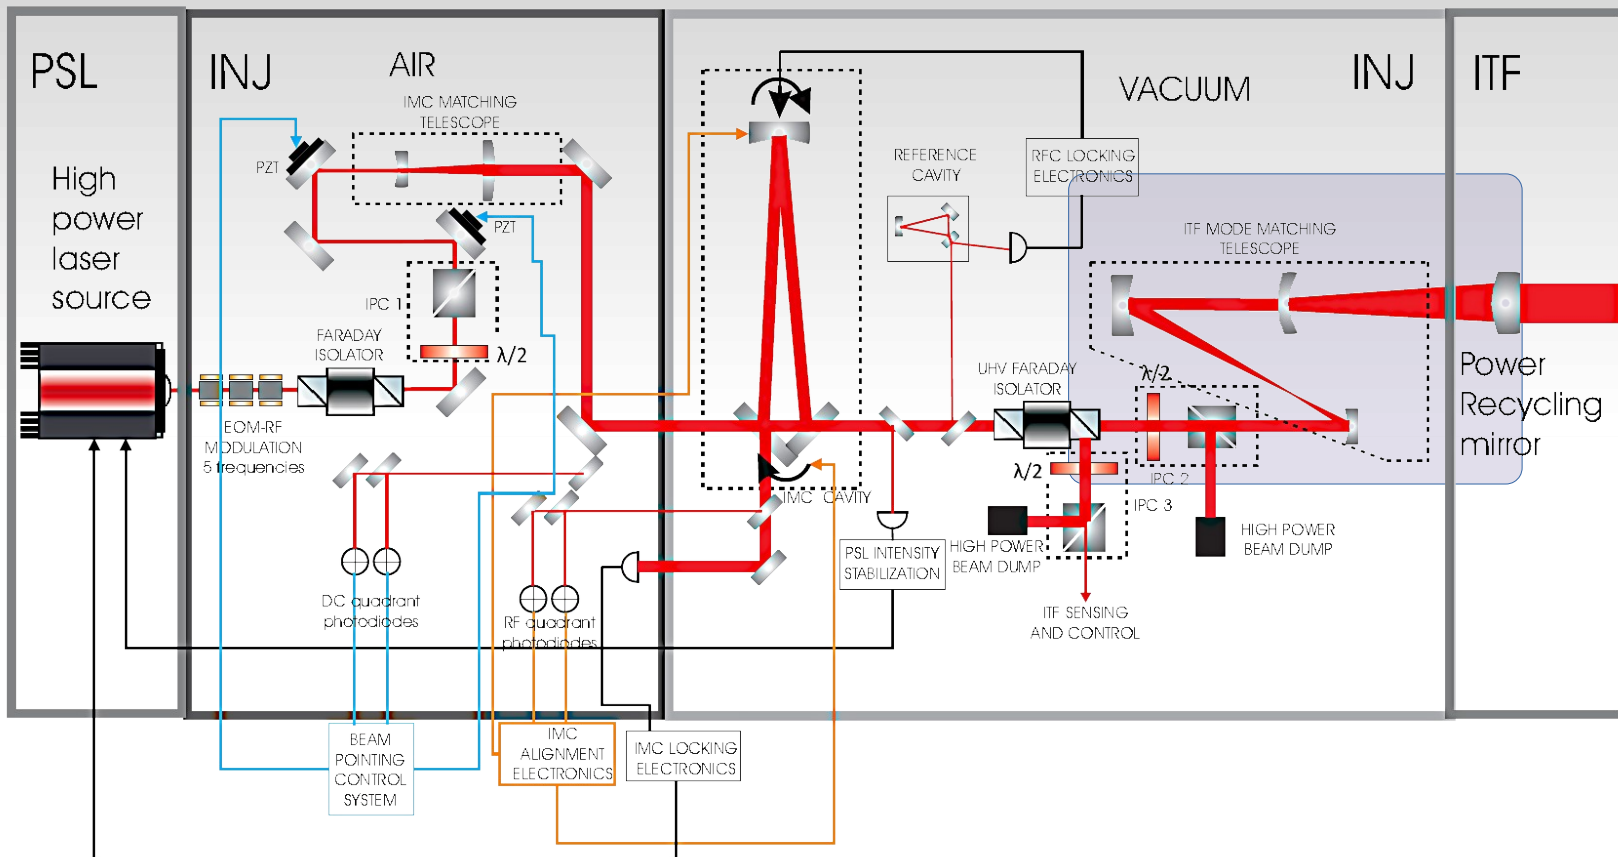 PSL
INJ
AIR
VACUUM
INJ
ITF
IMC MATCHING
TELESCOPE
PZT
PZT
High
power
laser
source
IPC 1
FARADAY
ISOLATOR
λ/2
EOM-RF
MODULATION
5 frequencies
DC quadrant
photodiodes
RF quadrant
photodiodes
BEAM
POINTING
CONTROL
SYSTEM
IMC
ALIGNMENT
ELECTRONICS
IMC LOCKING
ELECTRONICS
IMC CAVITY
REFERENCE
CAVITY
RFC LOCKING
ELECTRONICS
PSL INTENSITY
STABILIZATION
UHV FARADAY
ISOLATOR
ITF MODE MATCHING
TELESCOPE
λ/2
IPC 2
λ/2
IPC 3
HIGH POWER
BEAM DUMP
HIGH POWER
BEAM DUMP
ITF SENSING
AND CONTROL
Power
Recycling
mirror